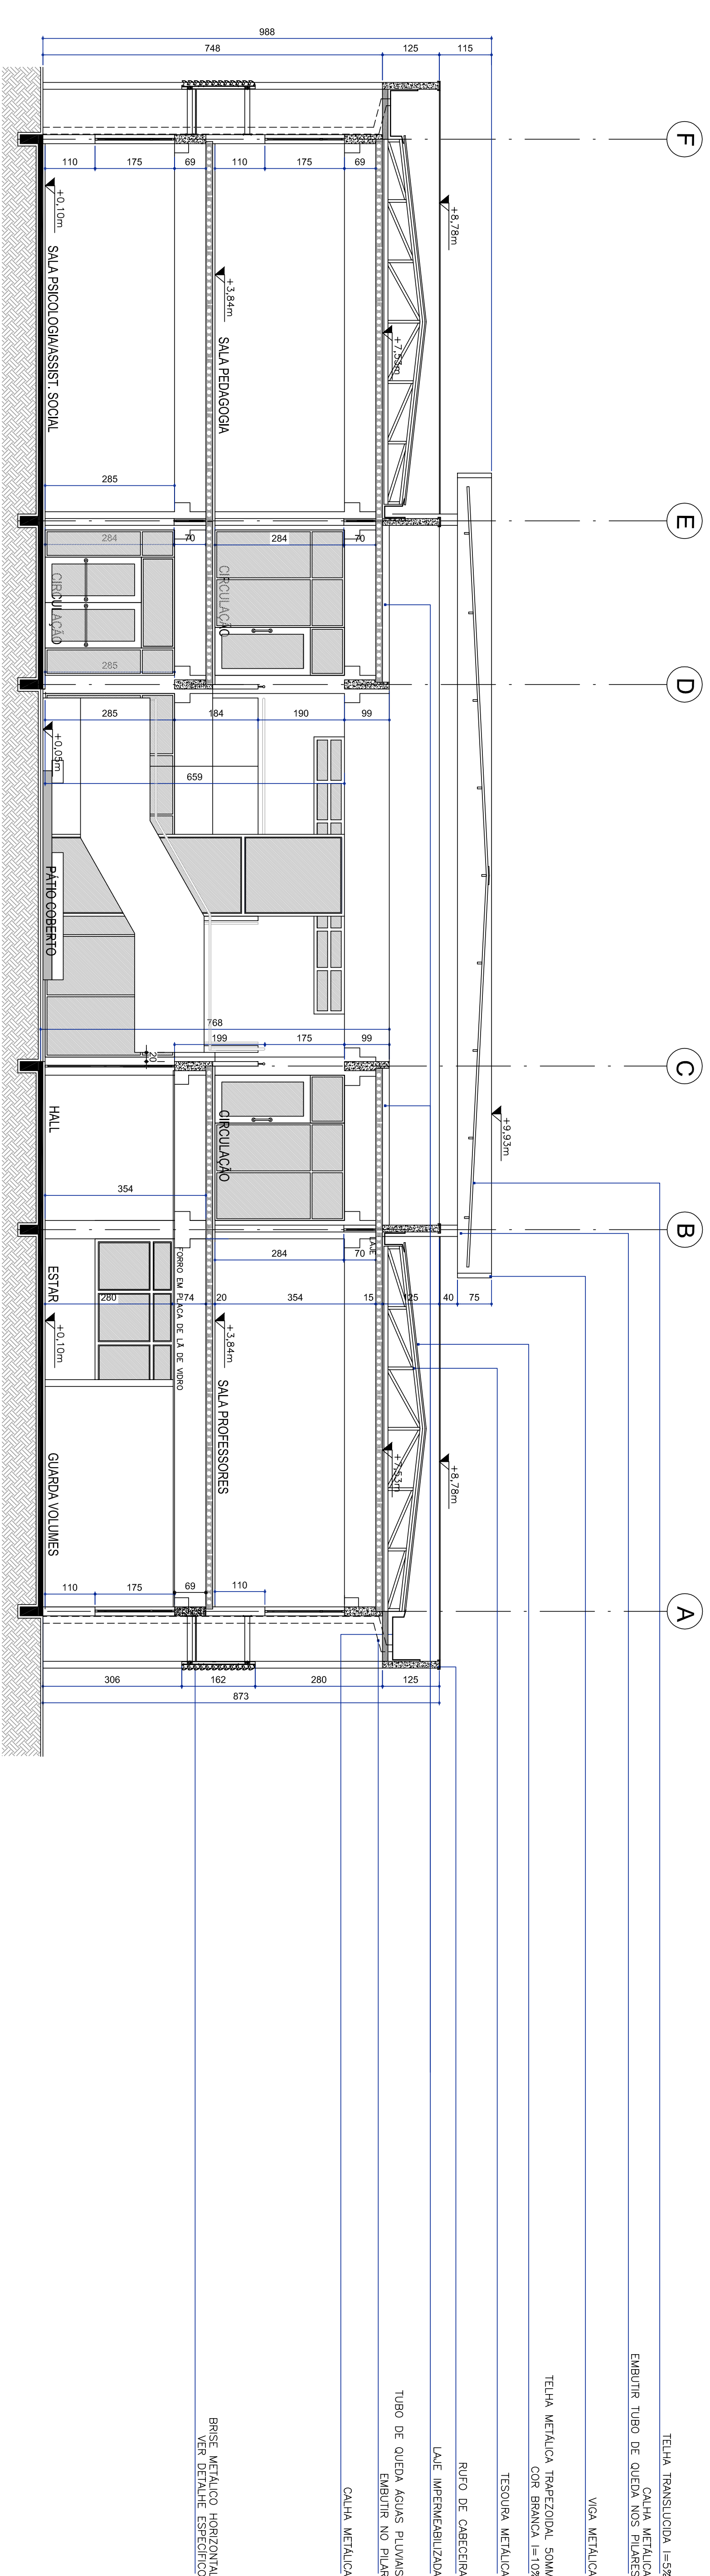 TELHA TRANSLUCIDA I=5%
CALHA METÁLICA
EMBUTIR TUBO DE QUEDA NOS PILARES
VIGA METÁLICA
TELHA METÁLICA TRAPEZOIDAL 50MM
COR BRANCA I=10%
TESOURA METÁLICA
RUFO DE CABECEIRA
LAJE IMPERMEABILIZADA
TUBO DE QUEDA ÁGUAS PLUVIAIS
EMBUTIR NO PILAR
CALHA METÁLICA
BRISE METÁLICO HORIZONTAL
VER DETALHE ESPECÍFICO
F
E
D
C
B
A
988
748
125
115
+8,78m
+9,93m
+8,78m
+7,53m
+7,53m
110
175
69
110
175
69
+0,10m
SALA PSICOLOGIA/ASSIST. SOCIAL
+3,84m
SALA PEDAGOGIA
285
284
70
284
70
CIRCULAÇÃO
CIRCULAÇÃO
285
285
184
190
99
659
+0,05m
PÁTIO COBERTO
768
199
175
99
20
HALL
CIRCULAÇÃO
354
284
70
LAJE
ESTAR
FORRO EM PLACA DE LÃ DE VIDRO
280
74
20
354
15
125
40
75
+0,10m
+3,84m
SALA PROFESSORES
GUARDA VOLUMES
110
175
69
110
306
162
280
125
873